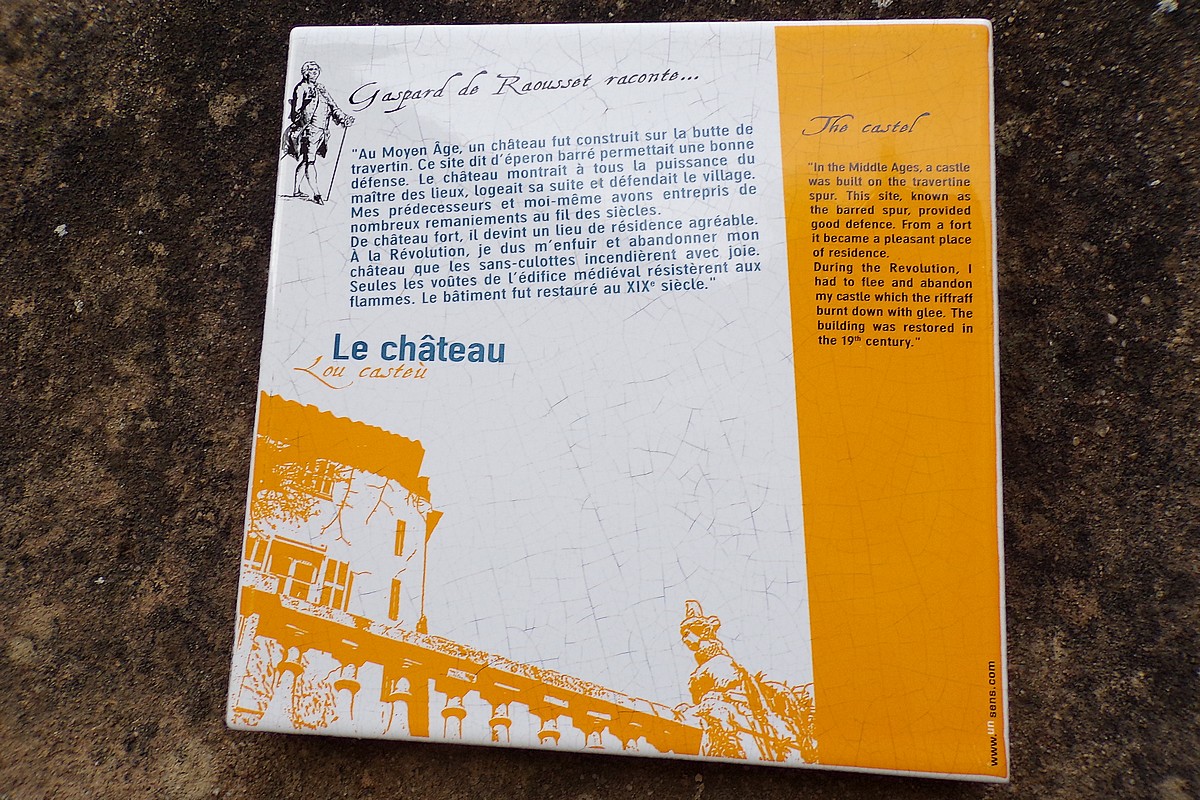 Gaspard de Raousset raconte...
"Au Moyen Âge, un château fut construit sur la butte de
travertin. Ce site dit d'éperon barré permettait une bonne
défense. Le château montrait à tous la puissance du
maître des lieux, logeait sa suite et défendait le village.
Mes prédecesseurs et moi-même avons entrepris de
nombreux remaniements au fil des siècles.
De château fort, il devint un lieu de résidence agréable.
À la Révolution, je dus m'enfuir et abandonner mon
château que les sans-culottes incendièrent avec joie.
Seules les voûtes de l'édifice médiéval résistèrent aux
flammes. Le bâtiment fut restauré au XIXe siècle."
Le château
Lou casteù
The castel
"In the Middle Ages, a castle
was built on the travertine
spur. This site, known as
the barred spur, provided
good defence. From a fort
it became a pleasant place
of residence.
During the Revolution, I
had to flee and abandon
my castle which the riffraff
burnt down with glee. The
building was restored in
the 19th century."
www.unsens.com